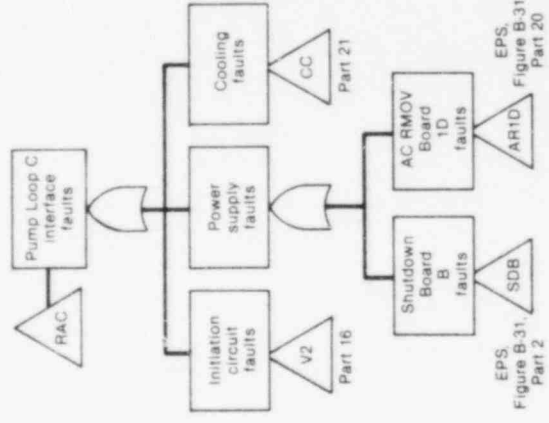 Pump Loop C
interface
faults
RAC
Initiation
circuit
faults
V2
Part 16
Power
supply
faults
Cooling
faults
CC
Part 21
Shutdown
Board
B
faults
SDB
EPS,
Figure B-31,
Part 2
AC RMOV
Board
1D
faults
AR1D
EPS,
Figure B-31
Part 20